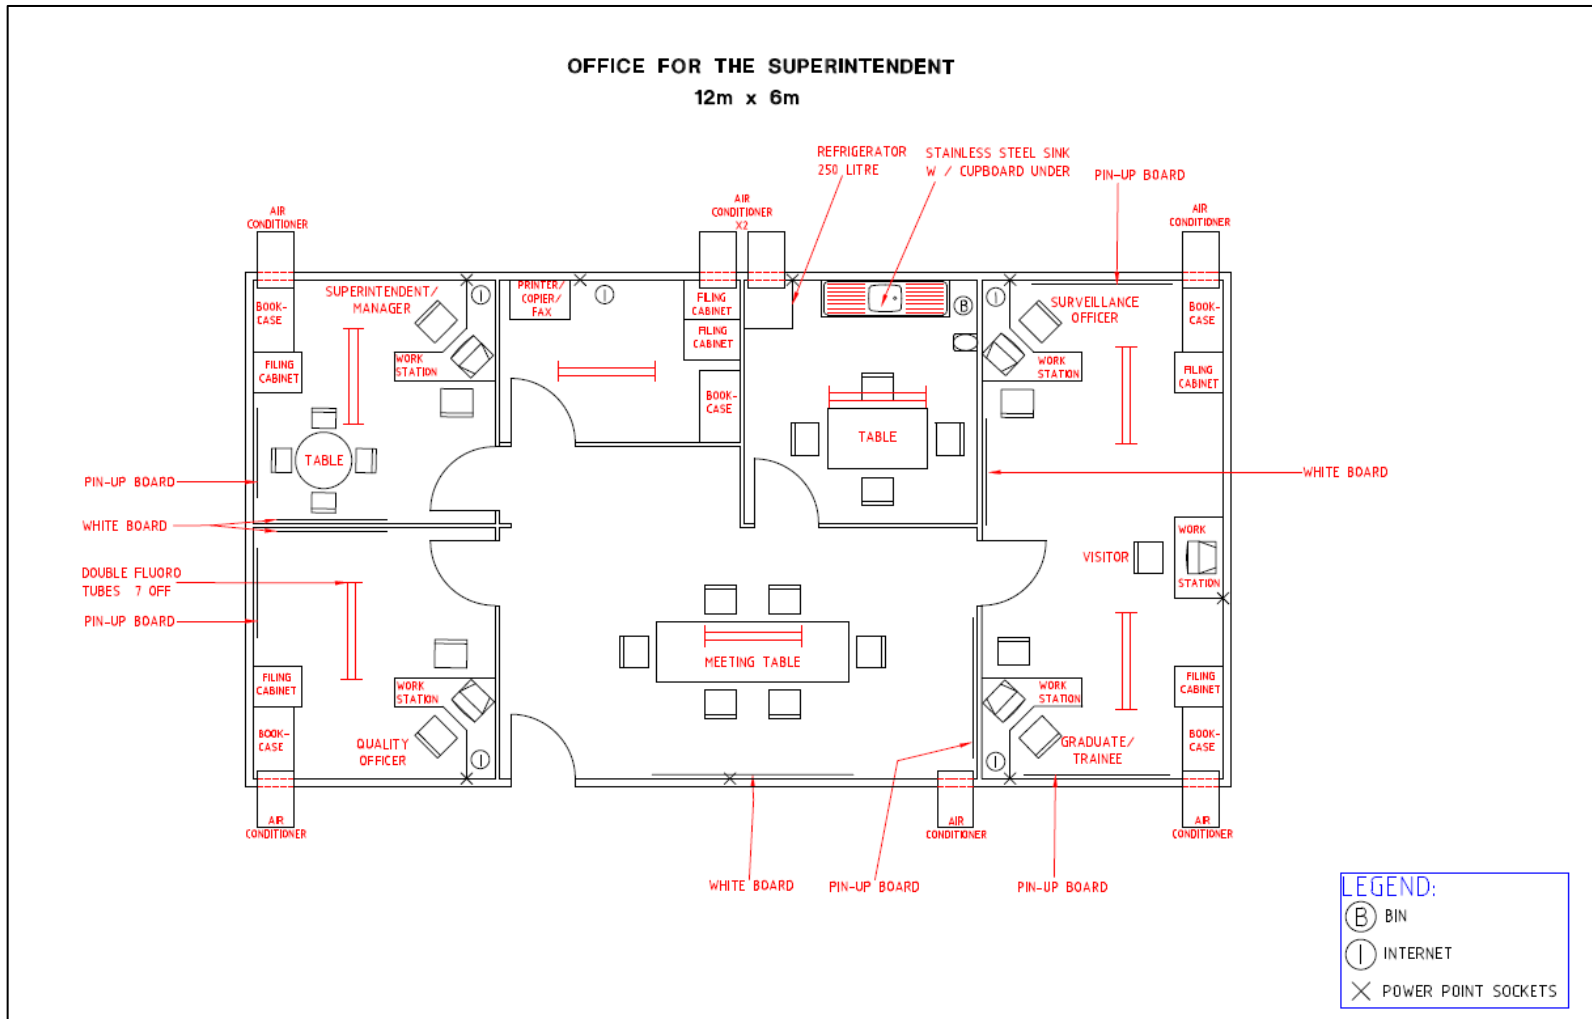 OFFICE FOR THE SUPERINTENDENT
12m x 6m
REFRIGERATOR
250 LITRE
STAINLESS STEEL SINK
W / CUPBOARD UNDER
PIN-UP BOARD
AIR
CONDITIONER
AIR
CONDITIONER
X2
AIR
CONDITIONER
SUPERINTENDENT/
MANAGER
BOOK-
CASE
FILING
CABINET
WORK
STATION
I
TABLE
PRINTER/
COPIER/
FAX
I
FILING
CABINET
FILING
CABINET
BOOK-
CASE
B
TABLE
I
SURVEILLANCE
OFFICER
WORK
STATION
BOOK-
CASE
FILING
CABINET
PIN-UP BOARD
WHITE BOARD
WHITE BOARD
DOUBLE FLUORO
TUBES 7 OFF
PIN-UP BOARD
VISITOR
WORK
STATION
FILING
CABINET
BOOK-
CASE
WORK
STATION
QUALITY
OFFICER
I
MEETING TABLE
WORK
STATION
GRADUATE/
TRAINEE
I
FILING
CABINET
BOOK-
CASE
AIR
CONDITIONER
AIR
CONDITIONER
AIR
CONDITIONER
WHITE BOARD
PIN-UP BOARD
PIN-UP BOARD
LEGEND:
B BIN
I INTERNET
POWER POINT SOCKETS